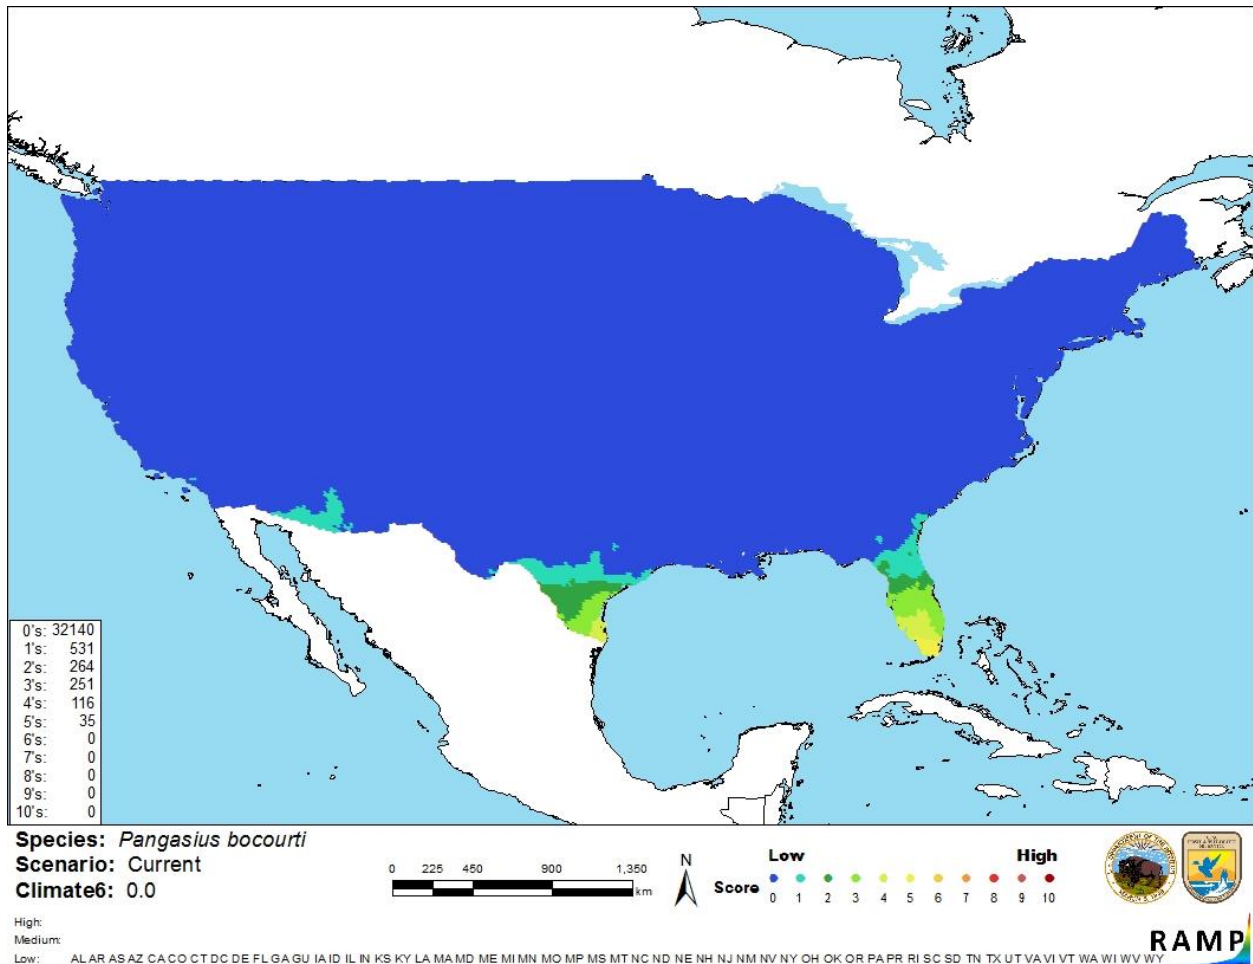 0's: 32140
1's: 531
2's: 264
3's: 251
4's: 116
5's: 35
6's: 0
7's: 0
8's: 0
9's: 0
10's: 0
Species: Pangasius bocourti
Scenario: Current
Climate6: 0.0
0 225 450 900 1,350
km
N
Low High
Score 0 1 2 3 4 5 6 7 8 9 10
High:
Medium:
Low: AL AR AS AZ CA CO CT DC DE FL GA GU IA ID IL IN KS KY LA MA MD ME MI MN MO MP MS MT NC ND NE NH NJ NM NV NY OH OK OR PA PR RI SC SD TN TX UT VA VI VT WA WI WV WY
RAMP